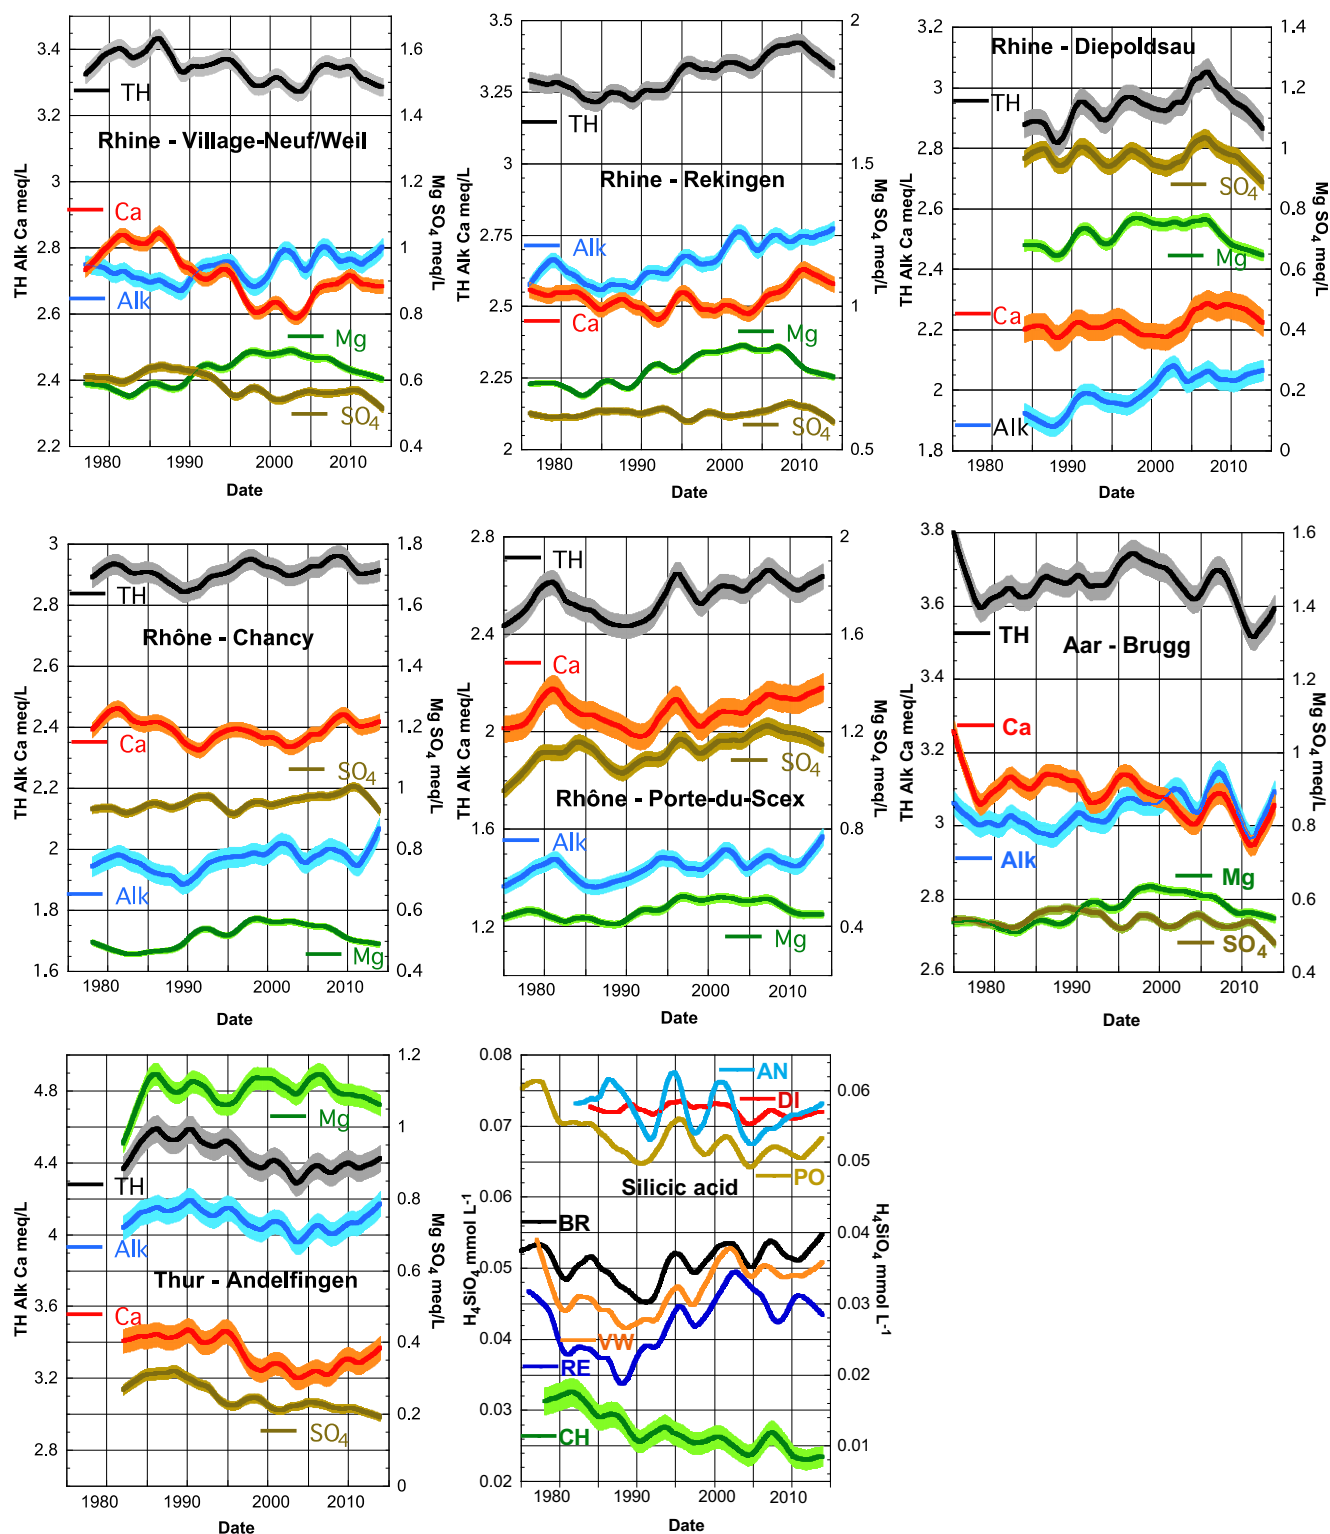 Rhine - Village-Neuf/Weil
TH Alk Ca meq/L
3.4
3.2
3
2.8
2.6
2.4
2.2
TH
Ca
Alk
Mg
SO4
1.6
1.4
1.2
1
0.8
0.6
0.4
Mg SO4 meq/L
1980 1990 2000 2010
Date
Rhine - Rekingen
TH Alk Ca meq/L
3.5
3.25
3
2.75
2.5
2.25
2
TH
Alk
Ca
Mg
SO4
2
1.5
1
0.5
Mg SO4 meq/L
1980 1990 2000 2010
Date
Rhine - Diepoldsau
TH Alk Ca meq/L
3.2
3
2.8
2.6
2.4
2.2
2
1.8
TH
SO4
Mg
Ca
Alk
1.4
1.2
1
0.8
0.6
0.4
0.2
0
Mg SO4 meq/L
1980 1990 2000 2010
Date
Rhône - Chancy
TH Alk Ca meq/L
3
2.8
2.6
2.4
2.2
2
1.8
1.6
TH
Ca
SO4
Alk
Mg
1.8
1.6
1.4
1.2
1
0.8
0.6
0.4
Mg SO4 meq/L
1980 1990 2000 2010
Date
Rhône - Porte-du-Scex
TH Alk Ca meq/L
2.8
2.4
2
1.6
1.2
TH
Ca
SO4
Alk
Mg
2
1.6
1.2
0.8
0.4
Mg SO4 meq/L
1980 1990 2000 2010
Date
Aar - Brugg
TH Alk Ca meq/L
3.8
3.6
3.4
3.2
3
2.8
2.6
TH
Ca
Alk
Mg
SO4
1.6
1.4
1.2
1
0.8
0.6
0.4
Mg SO4 meq/L
1980 1990 2000 2010
Date
Thur - Andelfingen
TH Alk Ca meq/L
4.8
4.4
4
3.6
3.2
2.8
Mg
TH
Alk
Ca
SO4
1.2
1
0.8
0.6
0.4
0.2
0
Mg SO4 meq/L
1980 1990 2000 2010
Date
Silicic acid
H4SiO4 mmol L-1
0.08
0.07
0.06
0.05
0.04
0.03
0.02
AN
DI
PO
BR
VW
RE
CH
0.06
0.05
0.04
0.03
0.02
0.01
H4SiO4 mmol L-1
1980 1990 2000 2010
Date